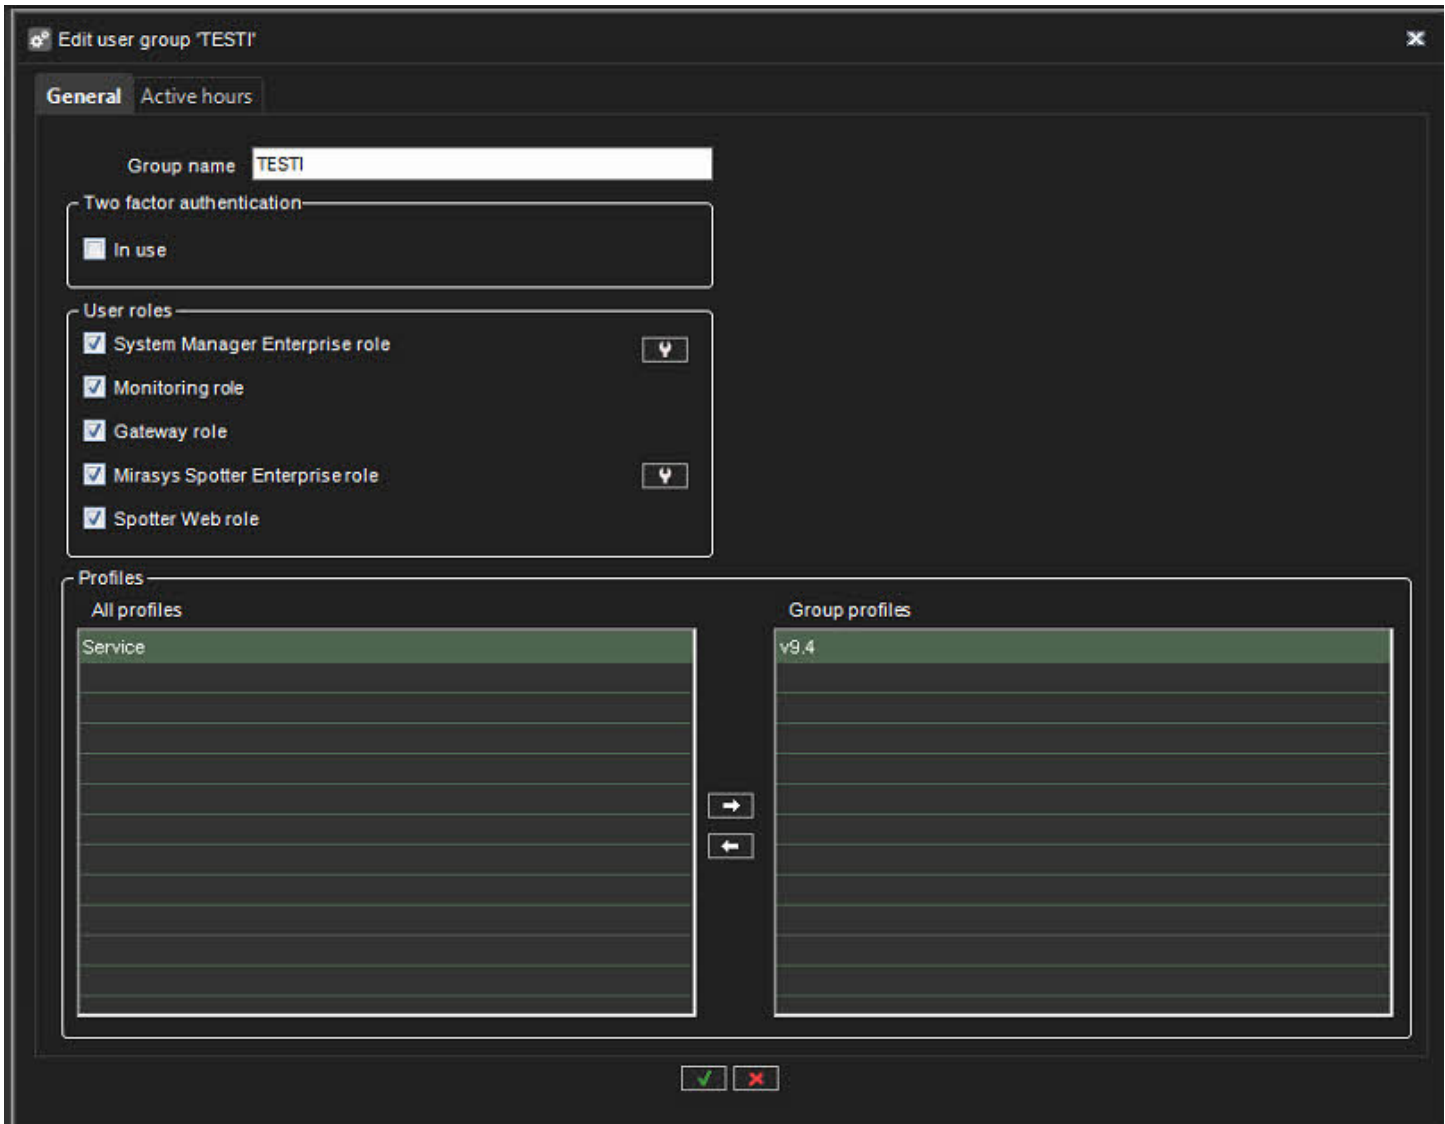 Edit user group 'TESTI'
General Active hours
Group name TESTI
Two factor authentication
In use
User roles
System Manager Enterprise role
Monitoring role
Gateway role
Mirasys Spotter Enterprise role
Spotter Web role
Profiles
All profiles
Service
Group profiles
v9.4